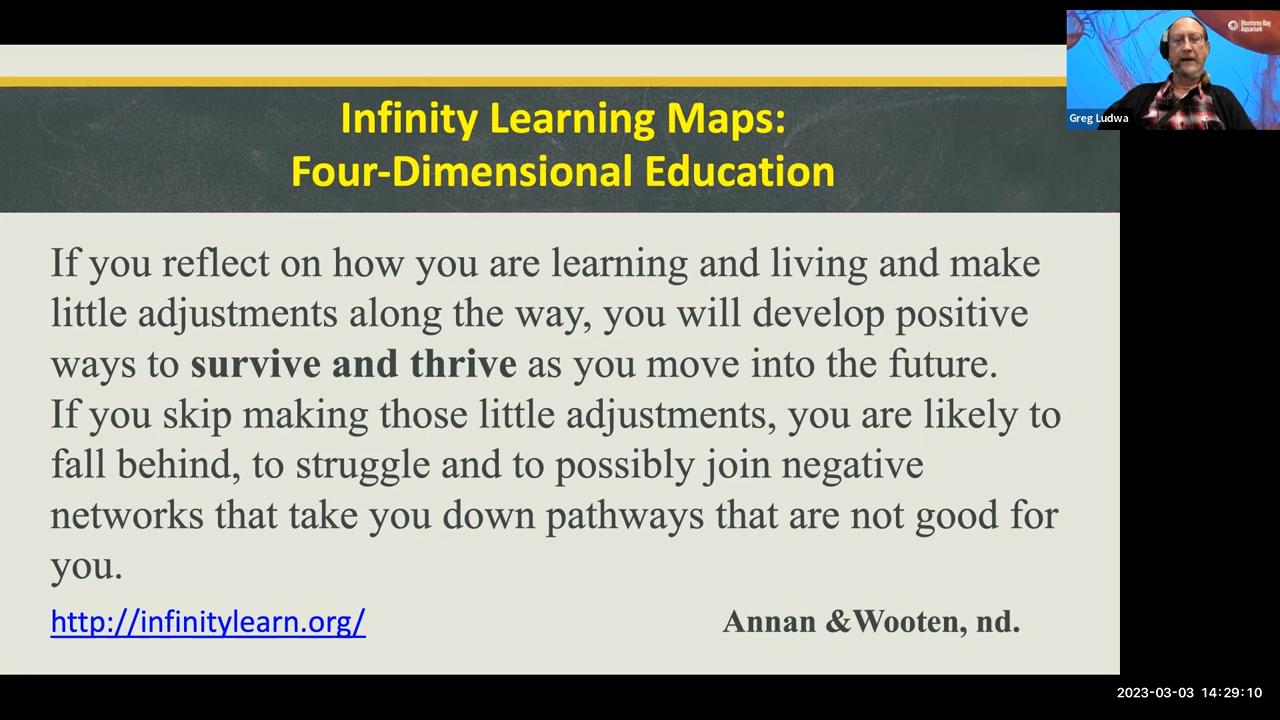 Monterey Bay
Aquarium
Greg Ludwa
Infinity Learning Maps:
Four-Dimensional Education
If you reflect on how you are learning and living and make
little adjustments along the way, you will develop positive
ways to survive and thrive as you move into the future.
If you skip making those little adjustments, you are likely to
fall behind, to struggle and to possibly join negative
networks that take you down pathways that are not good for
you.
http://infinitylearn.org/ Annan &Wooten, nd.
2023-03-03 14:29:10